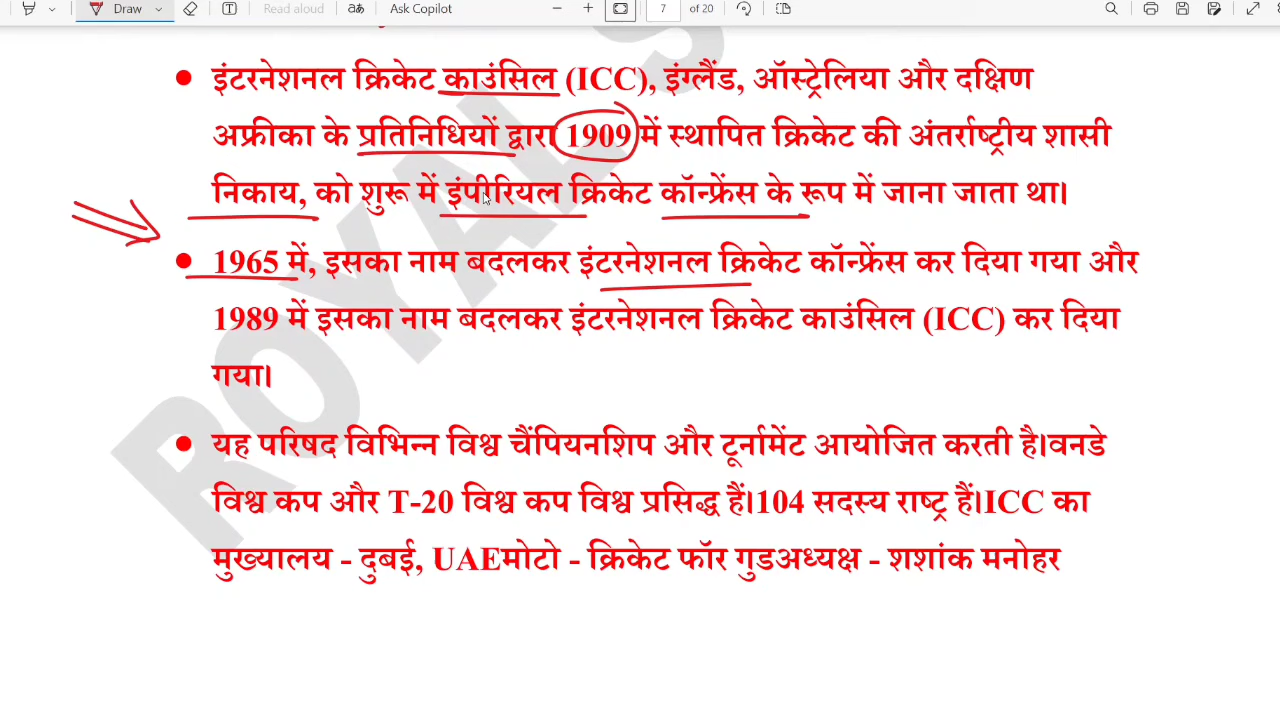 Draw
Read aloud
Ask Copilot
7 of 20
इंटरनेशनल क्रिकेट काउंसिल (ICC), इंग्लैंड, ऑस्ट्रेलिया और दक्षिण
अफ्रीका के प्रतिनिधियों द्वारा 1909 में स्थापित क्रिकेट की अंतर्राष्ट्रीय शासी
निकाय, को शुरू में इंपीरियल क्रिकेट कॉन्फ्रेंस के रूप में जाना जाता था।
1965 में, इसका नाम बदलकर इंटरनेशनल क्रिकेट कॉन्फ्रेंस कर दिया गया और
1989 में इसका नाम बदलकर इंटरनेशनल क्रिकेट काउंसिल (ICC) कर दिया
गया।
यह परिषद विभिन्न विश्व चैंपियनशिप और टूर्नामेंट आयोजित करती है।वनडे
विश्व कप और T-20 विश्व कप विश्व प्रसिद्ध हैं।104 सदस्य राष्ट्र हैं।ICC का
मुख्यालय - दुबई, UAEमोटो - क्रिकेट फॉर गुडअध्यक्ष - शशांक मनोहर
ROYAL S